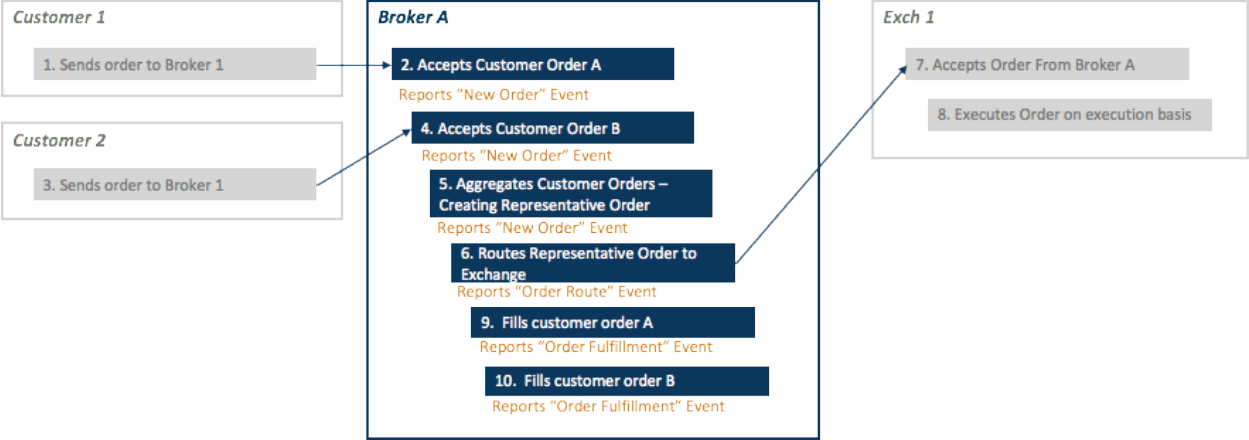 Customer 1
1. Sends order to Broker 1
Customer 2
3. Sends order to Broker 1
Broker A
2. Accepts Customer Order A
Reports "New Order" Event
4. Accepts Customer Order B
Reports "New Order" Event
5. Aggregates Customer Orders –
Creating Representative Order
Reports "New Order" Event
6. Routes Representative Order to
Exchange
Reports "Order Route" Event
9. Fills customer order A
Reports "Order Fulfillment" Event
10. Fills customer order B
Reports "Order Fulfillment" Event
Exch 1
7. Accepts Order From Broker A
8. Executes Order on execution basis